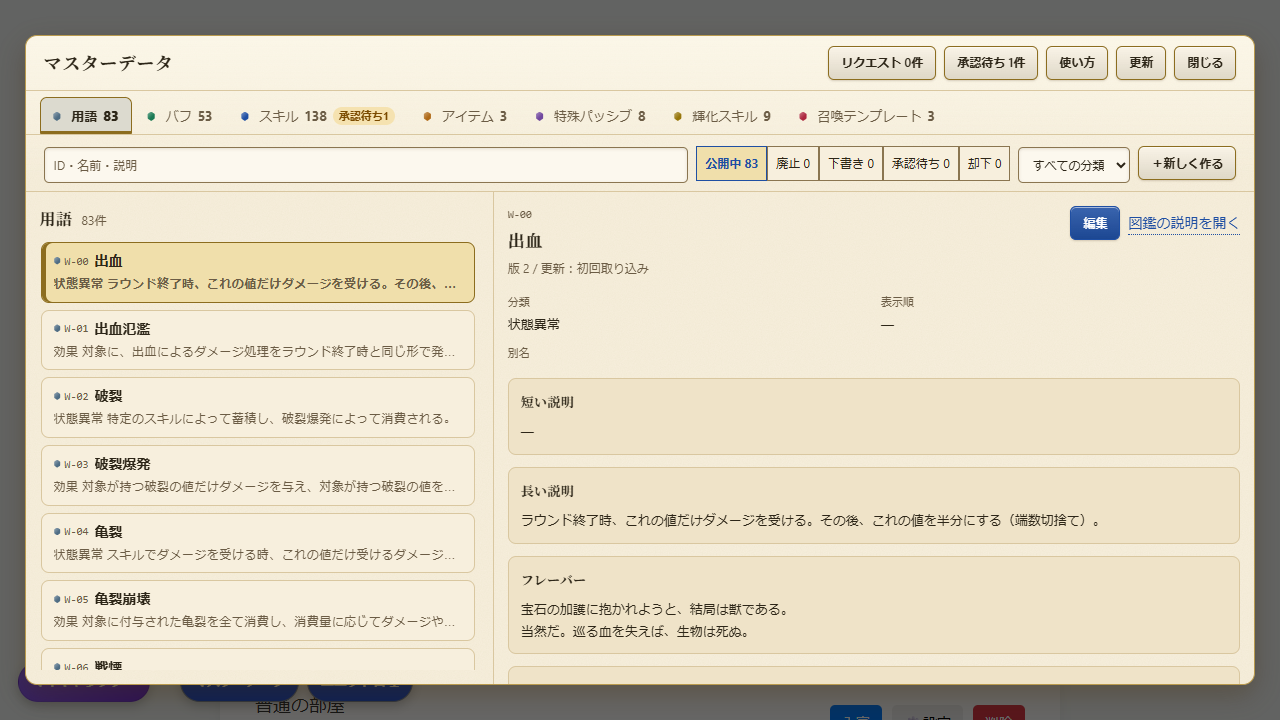 マスターデータ
リクエスト 0件
承認待ち 1件
使い方
更新
閉じる
用語 83
バフ 53
スキル 138 承認待ち1
アイテム 3
特殊パッシブ 8
輝化スキル 9
召喚テンプレート 3
ID・名前・説明
公開中 83
廃止 0
下書き 0
承認待ち 0
却下 0
すべての分類
＋新しく作る
用語 83件
W-00 出血
状態異常 ラウンド終了時、これの値だけダメージを受ける。その後、…
W-01 出血氾濫
効果 対象に、出血によるダメージ処理をラウンド終了時と同じ形で発…
W-02 破裂
状態異常 特定のスキルによって蓄積し、破裂爆発によって消費される。
W-03 破裂爆発
効果 対象が持つ破裂の値だけダメージを与え、対象が持つ破裂の値を…
W-04 亀裂
状態異常 スキルでダメージを受ける時、これの値だけ受けるダメージ…
W-05 亀裂崩壊
効果 対象に付与された亀裂を全て消費し、消費量に応じてダメージや…
W-06 戦煙
W-00
出血
版 2 / 更新：初回取り込み
編集
図鑑の説明を開く
分類
状態異常
表示順
—
別名
短い説明
—
長い説明
ラウンド終了時、これの値だけダメージを受ける。その後、これの値を半分にする（端数切捨て）。
フレーバー
宝石の加護に抱かれようと、結局は獣である。
当然だ。巡る血を失えば、生物は死ぬ。
普通の部屋